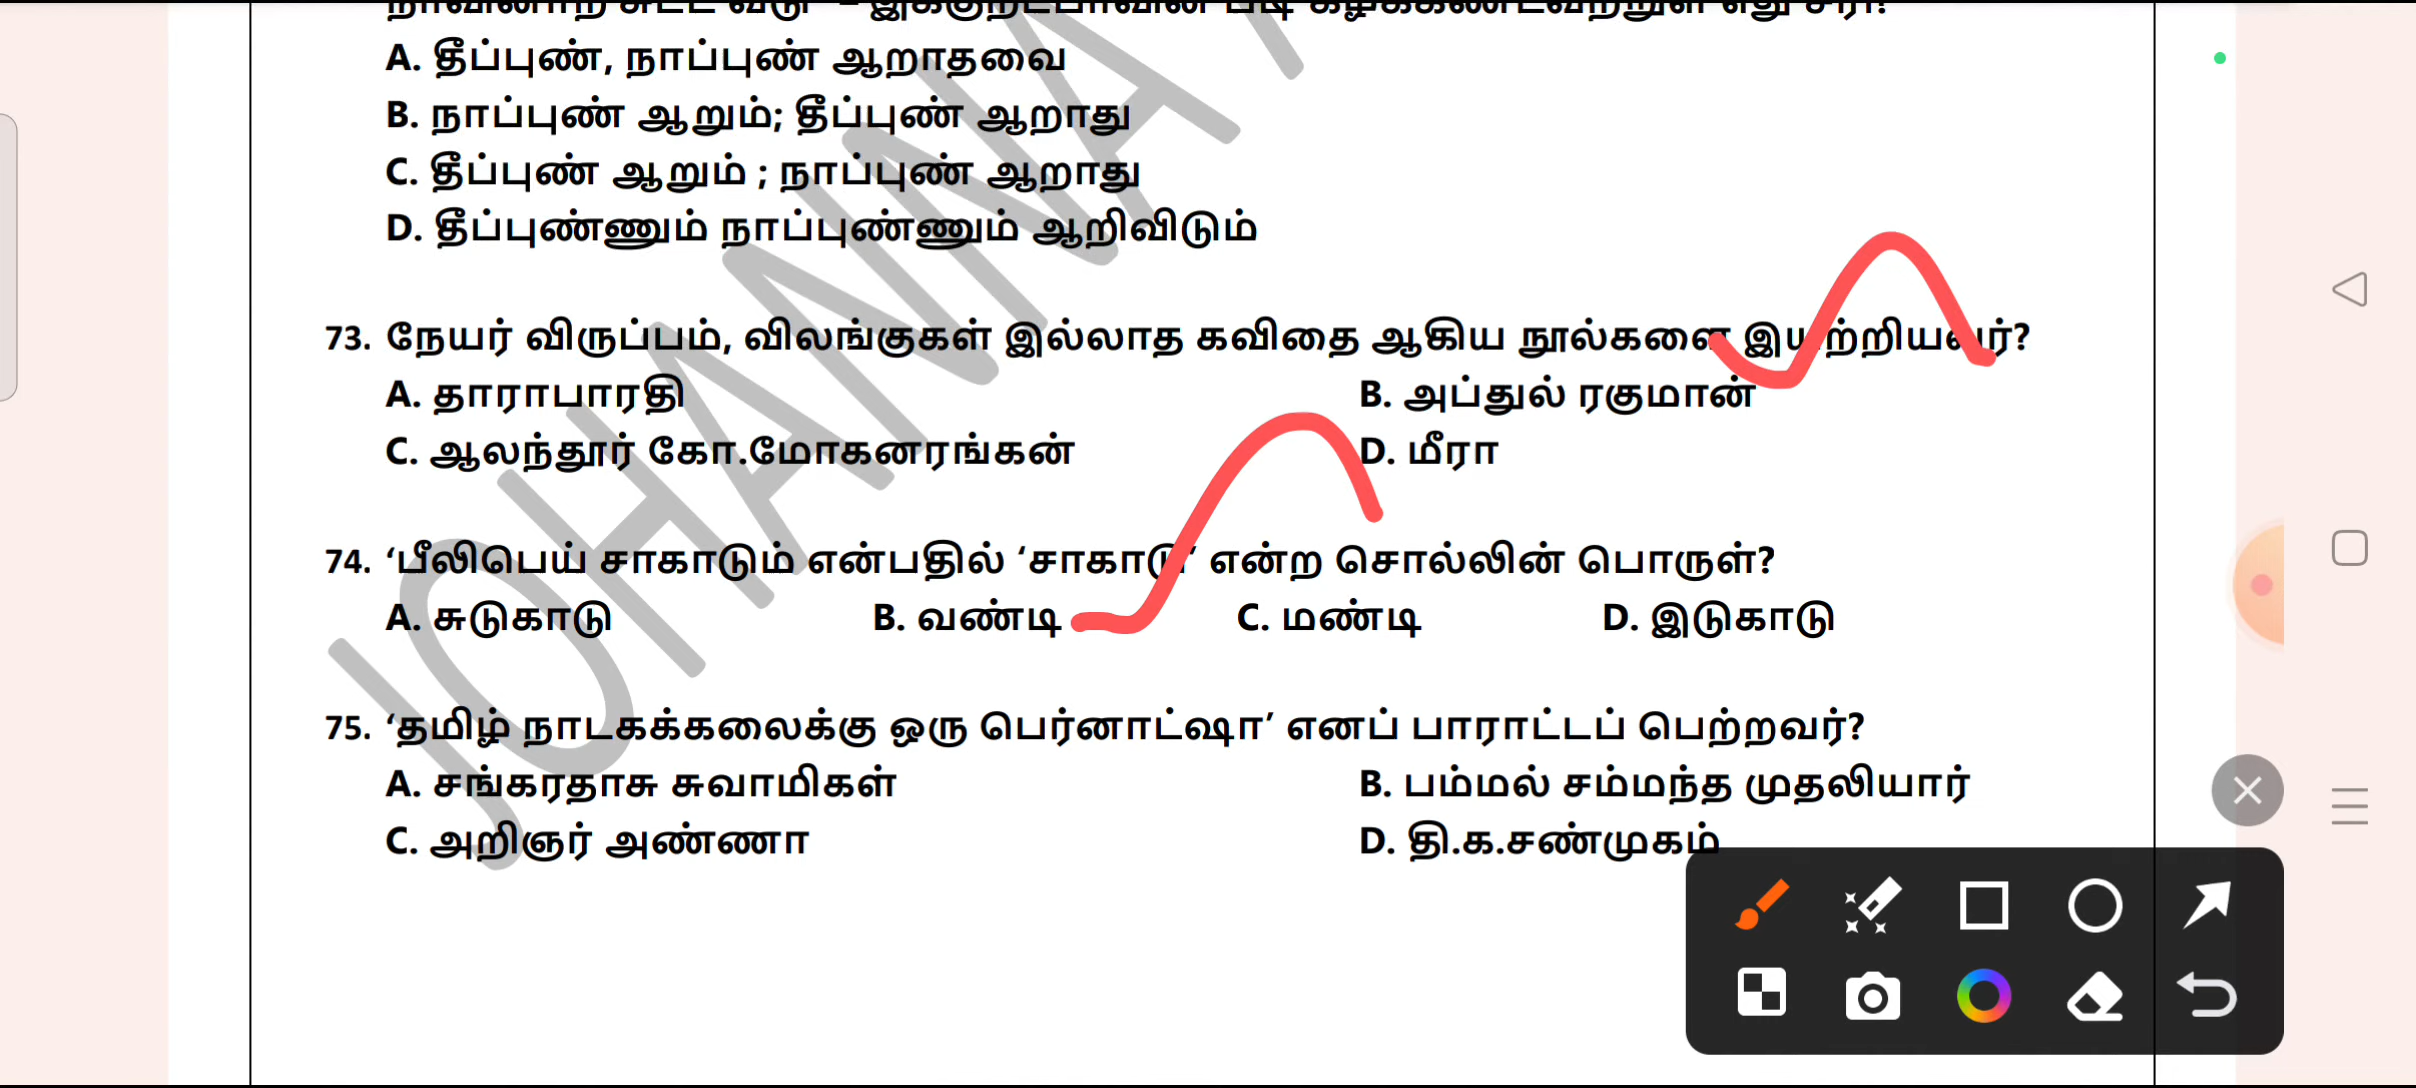 A. தீப்புண், நாப்புண் ஆறாதவை
B. நாப்புண் ஆறும்; தீப்புண் ஆறாது
C. தீப்புண் ஆறும் ; நாப்புண் ஆறாது
D. தீப்புண்ணும் நாப்புண்ணும் ஆறிவிடும்
73. நேயர் விருப்பம், விலங்குகள் இல்லாத கவிதை ஆகிய நூல்களை இயற்றியவர்?
A. தாராபாரதி B. அப்துல் ரகுமான்
C. ஆலந்தூர் கோ.மோகனரங்கன் D. மீரா
74. ‘பீலிபெய் சாகாடும் என்பதில் ‘சாகாடு’ என்ற சொல்லின் பொருள்?
A. சுடுகாடு B. வண்டி C. மண்டி D. இடுகாடு
75. ‘தமிழ் நாடகக்கலைக்கு ஒரு பெர்னாட்ஷா’ எனப் பாராட்டப் பெற்றவர்?
A. சங்கரதாசு சுவாமிகள் B. பம்மல் சம்மந்த முதலியார்
C. அறிஞர் அண்ணா D. தி.க.சண்முகம்
JOHANNA